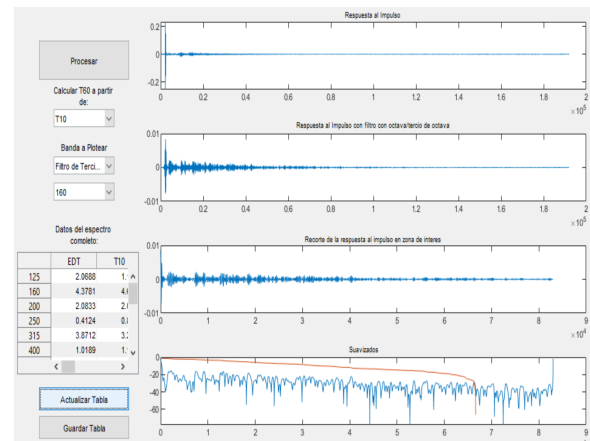 Procesar
Calcular T60 a partir
de:
T10
Banda a Plotear
Filtro de Terci...
160
Datos del espectro
completo:
EDT T10
125 2.0688
160 4.3781
200 2.0833
250 0.4124
315 3.8712
400 1.0189
Actualizar Tabla
Guardar Tabla
Respuesta al Impulso
0.2
0
-0.2
0 0.2 0.4 0.6 0.8 1 1.2 1.4 1.6 1.8 2
×10⁵
Respuesta al Impulso con filtro con octava/tercio de octava
0.01
0
-0.01
0 0.2 0.4 0.6 0.8 1 1.2 1.4 1.6 1.8 2
×10⁵
Recorte de la respuesta al impulso en zona de interes
0.01
0
-0.01
0 1 2 3 4 5 6 7 8 9
×10⁴
Suavizados
0
-20
-40
-60
0 1 2 3 4 5 6 7 8 9